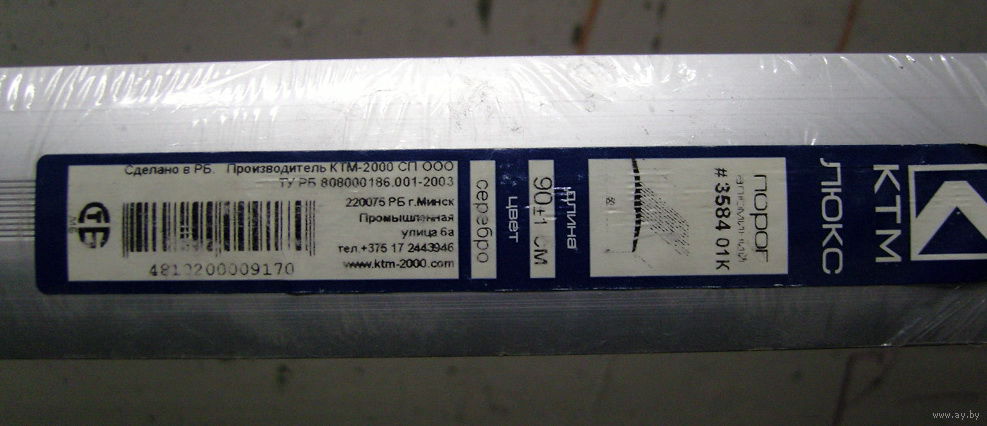 КТМ
ЛЮКС
порог
алюминий
# 3584 01К
длина
90±1 см
цвет
серебро
Сделано в РБ. Производитель КТМ-2000 СП ООО
ТУ РБ 808000186.001-2003
220075 РБ г.Минск
Промышленная
улица 6а
тел.+375 17 2443946
www.ktm-2000.com
4810200009170
www.ay.by